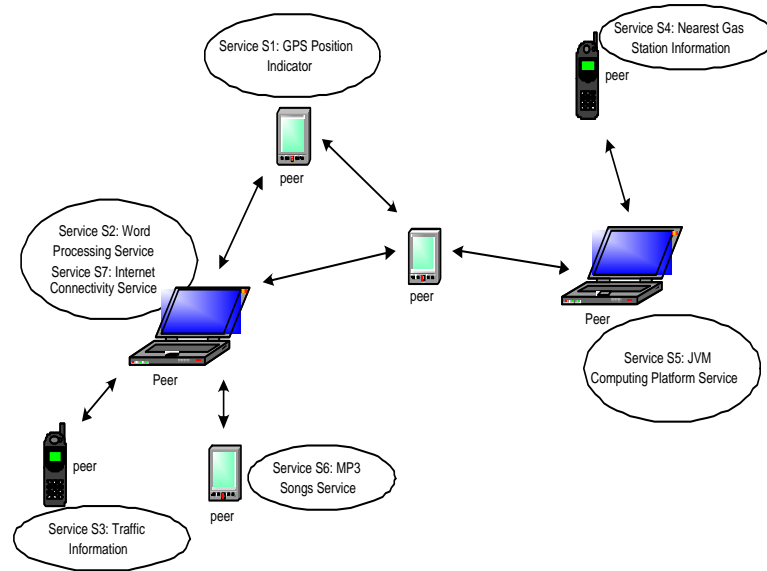 Service S1: GPS Position
Indicator
peer
Service S4: Nearest Gas
Station Information
peer
Service S2: Word
Processing Service
Service S7: Internet
Connectivity Service
Peer
peer
Peer
Service S5: JVM
Computing Platform Service
peer
Service S3: Traffic
Information
Service S6: MP3
Songs Service
peer